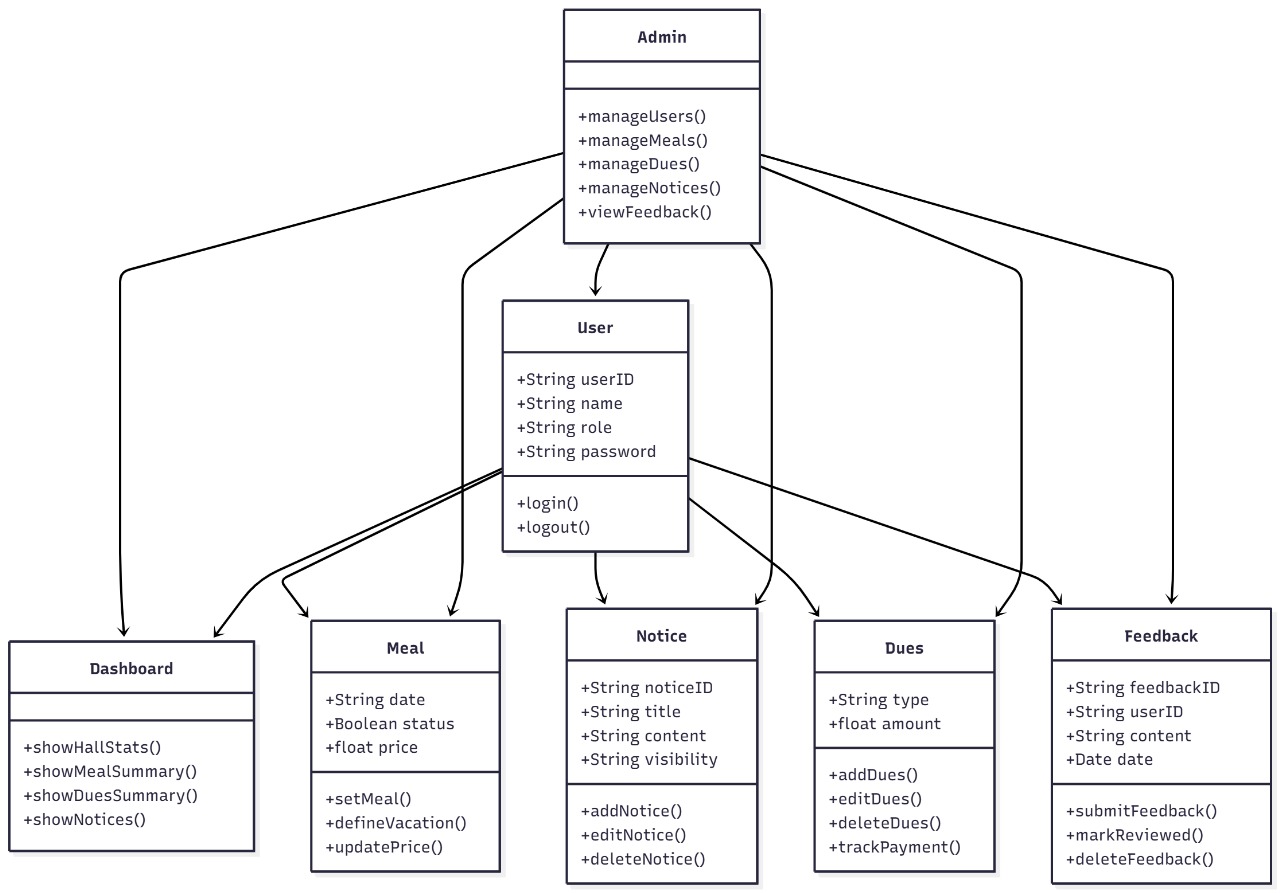 Admin
+manageUsers()
+manageMeals()
+manageDues()
+manageNotices()
+viewFeedback()
User
+String userID
+String name
+String role
+String password
+login()
+logout()
Dashboard
+showHallStats()
+showMealSummary()
+showDuesSummary()
+showNotices()
Meal
+String date
+Boolean status
+float price
+setMeal()
+defineVacation()
+updatePrice()
Notice
+String noticeID
+String title
+String content
+String visibility
+addNotice()
+editNotice()
+deleteNotice()
Dues
+String type
+float amount
+addDues()
+editDues()
+deleteDues()
+trackPayment()
Feedback
+String feedbackID
+String userID
+String content
+Date date
+submitFeedback()
+markReviewed()
+deleteFeedback()